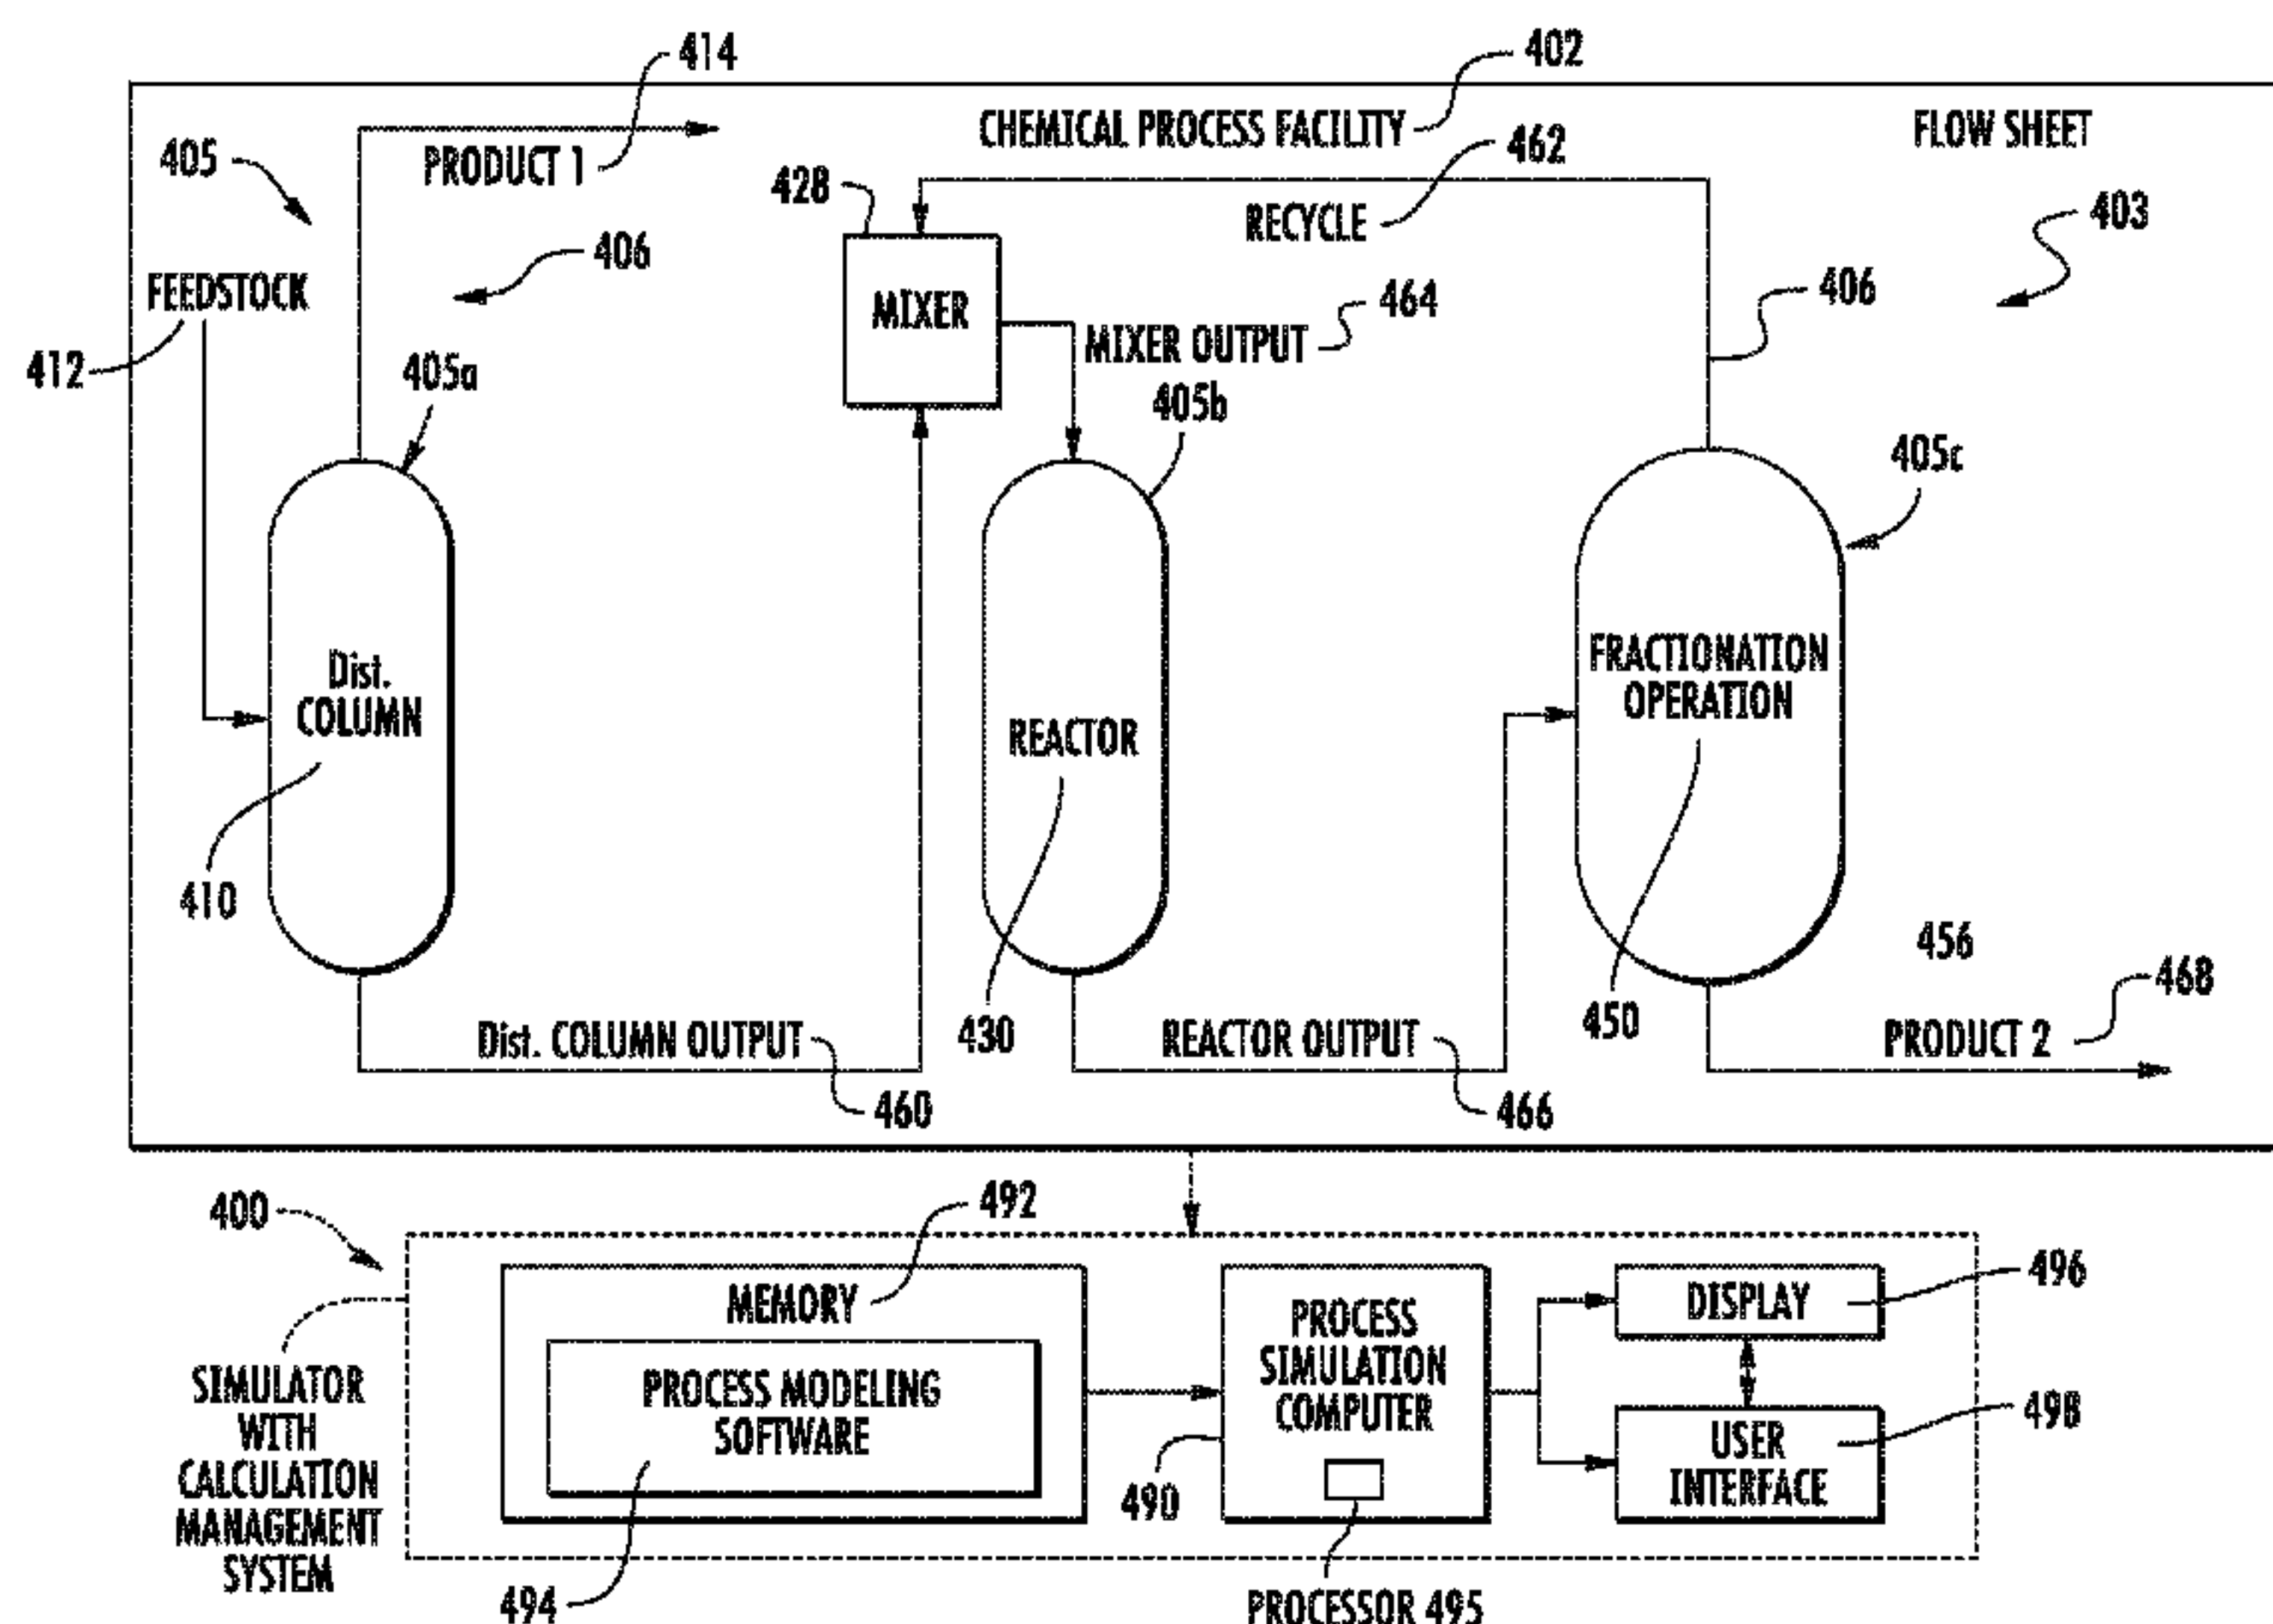 414
402
CHEMICAL PROCESS FACILITY
FLOW SHEET
405
PRODUCT 1
462
428
RECYCLE
403
406
FEEDSTOCK
MIXER
464
406
MIXER OUTPUT
412
405a
405b
405c
Dist.
COLUMN
REACTOR
FRACTIONATION
OPERATION
410
456
468
430
450
Dist. COLUMN OUTPUT
REACTOR OUTPUT
PRODUCT 2
460
466
400
492
MEMORY
PROCESS MODELING
SOFTWARE
PROCESS
SIMULATION
COMPUTER
DISPLAY
496
USER
INTERFACE
498
SIMULATOR
WITH
CALCULATION
MANAGEMENT
SYSTEM
490
494
PROCESSOR 495